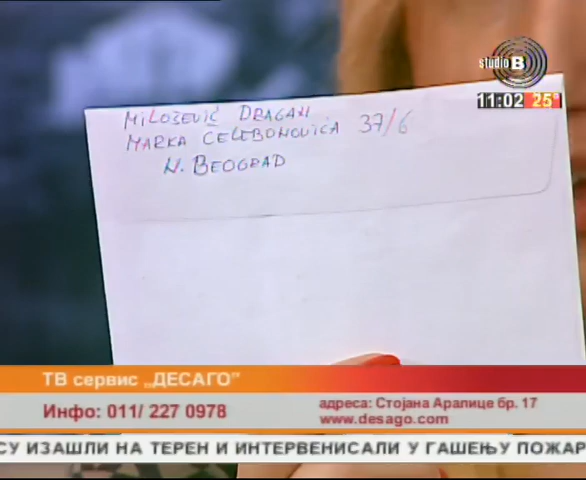 studio B
11:02 25°
MILOŠEVIĆ DRAGAN
MARKA ČELEBONOVIĆA 37/6
N. BEOGRAD
ТВ сервис „ДЕСАГО"
Инфо: 011/ 227 0978
адреса: Стојана Аралице бр. 17
www.desago.com
СУ ИЗАШЛИ НА ТЕРЕН И ИНТЕРВЕНИСАЛИ У ГАШЕЊУ ПОЖАР